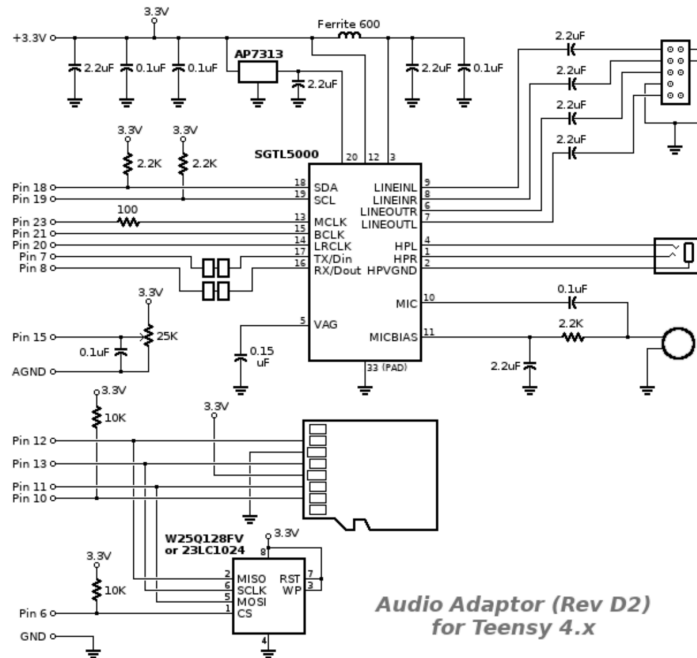 3.3V
Ferrite 600
+3.3V
AP7313
2.2uF
0.1uF
0.1uF
2.2uF
2.2uF
0.1uF
2.2uF
2.2uF
2.2uF
2.2uF
3.3V
3.3V
2.2K
2.2K
SGTL5000
20 12 3
Pin 18
18 SDA
LINEINL 9
Pin 19
19 SCL
LINEINR 8
LINEOUTR 6
Pin 23
100
13 MCLK
LINEOUTL 7
Pin 21
15 BCLK
Pin 20
14 LRCLK
HPL 4
Pin 7
17 TX/Din
HPR 1
Pin 8
16 RX/Dout
HPVGND 2
3.3V
MIC 10
0.1uF
5 VAG
2.2K
Pin 15
25K
MICBIAS 11
0.1uF
0.15
uF
2.2uF
AGND
33 (PAD)
3.3V
10K
3.3V
Pin 12
Pin 13
Pin 11
Pin 10
W25Q128FV
or 23LC1024
3.3V
8
3.3V
2 MISO
RST 7
10K
6 SCLK
WP 3
5 MOSI
Pin 6
1 CS
GND
4
Audio Adaptor (Rev D2)
for Teensy 4.x